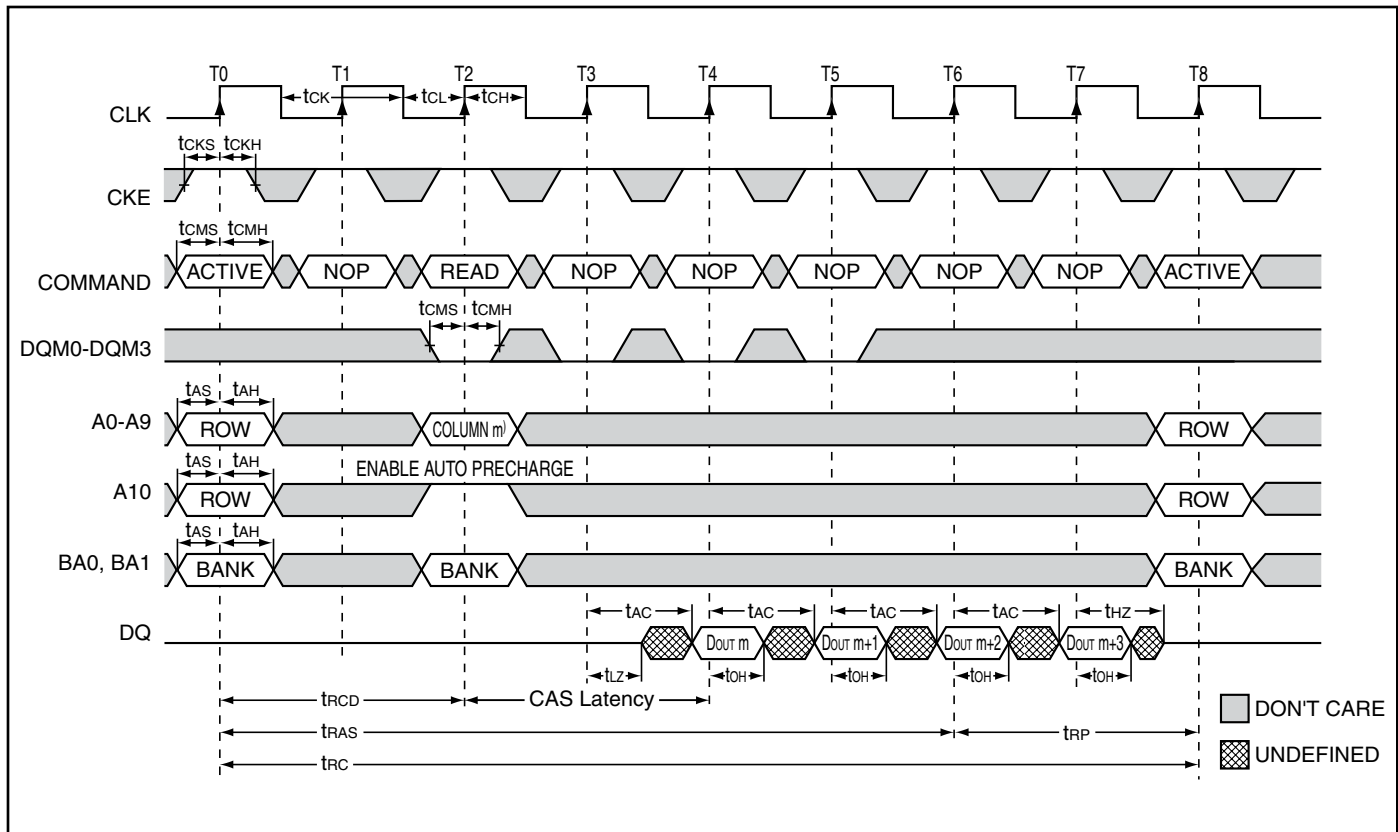 T0 T1 T2 T3 T4 T5 T6 T7 T8
tCK tCL tCH
CLK
tCKS tCKH
CKE
tCMS tCMH
COMMAND ACTIVE NOP READ NOP NOP NOP NOP NOP ACTIVE
tCMS tCMH
DQM0-DQM3
tAS tAH
A0-A9 ROW COLUMN m) ROW
tAS tAH ENABLE AUTO PRECHARGE
A10 ROW ROW
tAS tAH
BA0, BA1 BANK BANK BANK
tAC tAC tAC tAC tHZ
DQ DOUT m DOUT m+1 DOUT m+2 DOUT m+3
tLZ tOH tOH tOH tOH
tRCD CAS Latency
DON'T CARE
tRAS tRP
UNDEFINED
tRC